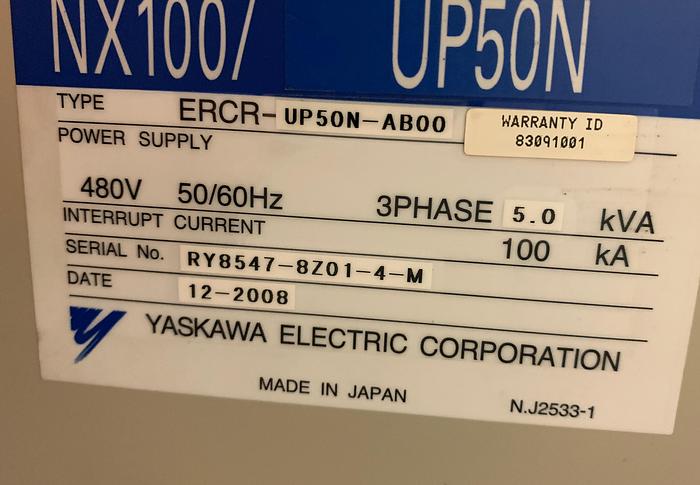 NX100/ UP50N
TYPE ERCR-UP50N-AB00
WARRANTY ID
83091001
POWER SUPPLY
480V 50/60Hz 3PHASE 5.0 kVA
INTERRUPT CURRENT 100 kA
SERIAL No. RY8547-8Z01-4-M
DATE 12-2008
YASKAWA ELECTRIC CORPORATION
MADE IN JAPAN N.J2533-1